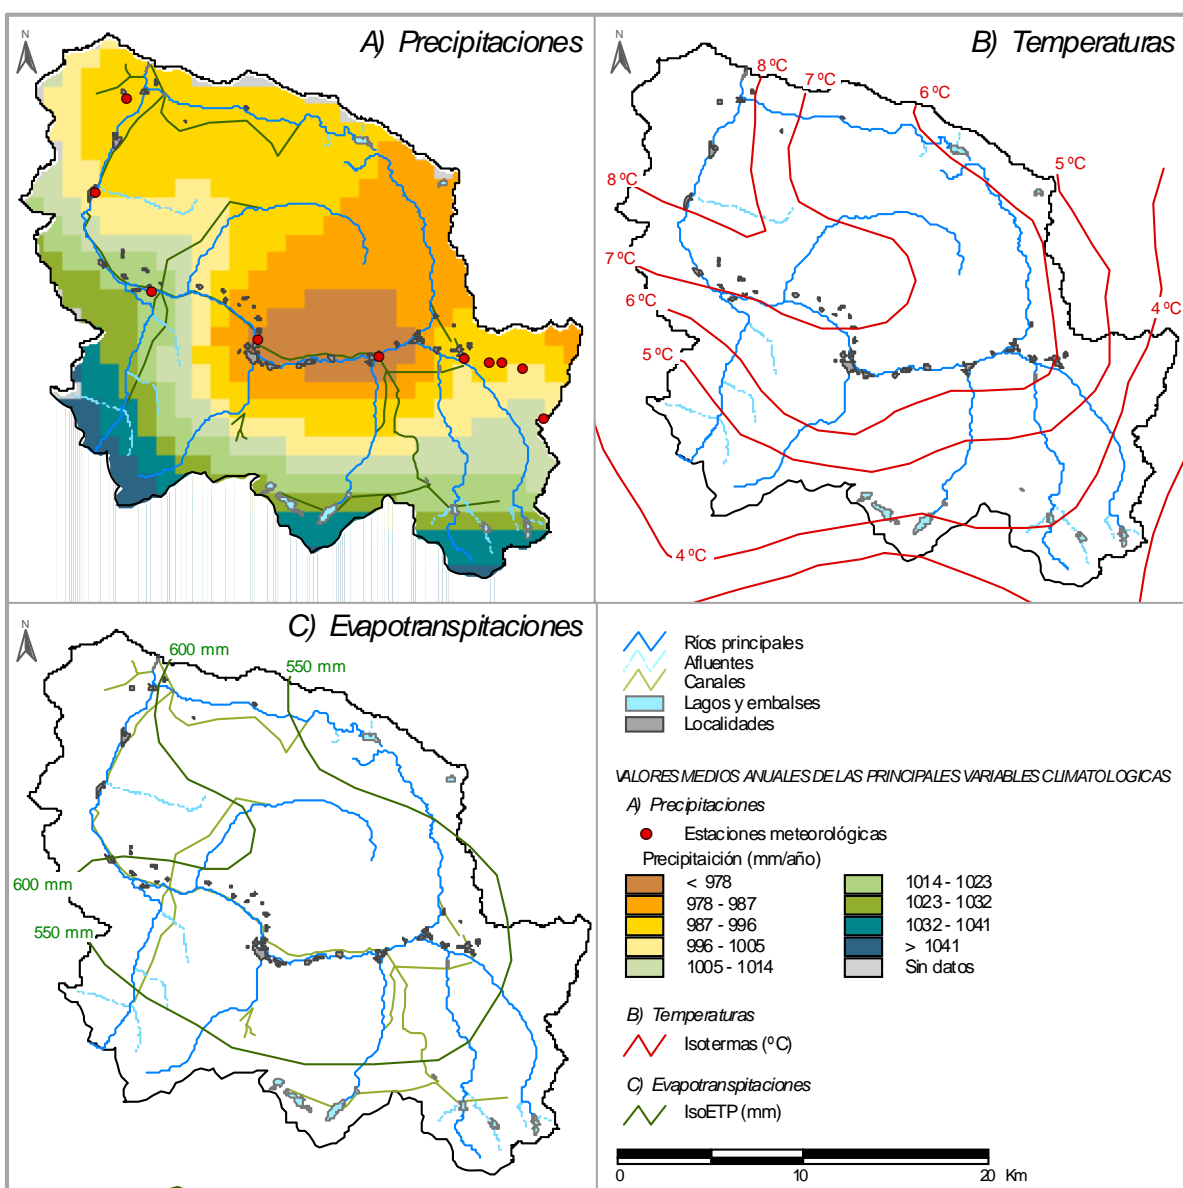 N
A) Precipitaciones
N
B) Temperaturas
8 ºC
7 ºC
6 ºC
5 ºC
8 ºC
7 ºC
6 ºC
5 ºC
4 ºC
4 ºC
N
C) Evapotranspitaciones
600 mm
550 mm
600 mm
550 mm
Ríos principales
Afluentes
Canales
Lagos y embalses
Localidades
VALORES MEDIOS ANUALES DE LAS PRINCIPALES VARIABLES CLIMATOLOGICAS
A) Precipitaciones
Estaciones meteorológicas
Precipitaición (mm/año)
< 978
978 - 987
987 - 996
996 - 1005
1005 - 1014
1014 - 1023
1023 - 1032
1032 - 1041
> 1041
Sin datos
B) Temperaturas
Isotermas (ºC)
C) Evapotranspitaciones
IsoETP (mm)
0 10 20 Km